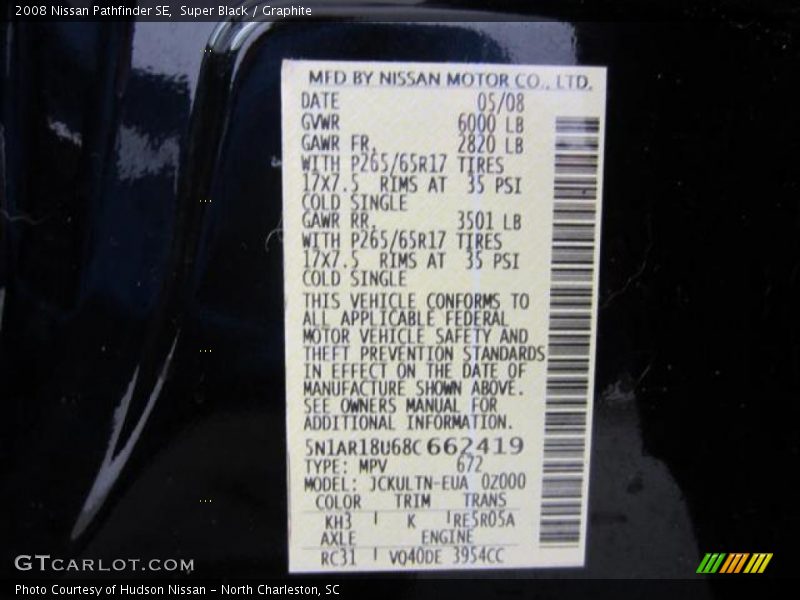 2008 Nissan Pathfinder SE,  Super Black / Graphite
MFD BY NISSAN MOTOR CO., LTD.
DATE 05/08
GVWR 6000 LB
GAWR FR. 2820 LB
WITH P265/65R17 TIRES
17X7.5 RIMS AT 35 PSI
COLD SINGLE
GAWR RR. 3501 LB
WITH P265/65R17 TIRES
17X7.5 RIMS AT 35 PSI
COLD SINGLE
THIS VEHICLE CONFORMS TO
ALL APPLICABLE FEDERAL
MOTOR VEHICLE SAFETY AND
THEFT PREVENTION STANDARDS
IN EFFECT ON THE DATE OF
MANUFACTURE SHOWN ABOVE.
SEE OWNERS MANUAL FOR
ADDITIONAL INFORMATION.
5N1AR18U68C662419
TYPE: MPV 672
MODEL: JCKULTN-EUA 0Z000
COLOR TRIM TRANS
KH3 K RE5R05A
AXLE ENGINE
RC31 VQ40DE 3954CC
GTCARLOT.COM
Photo Courtesy of Hudson Nissan - North Charleston, SC